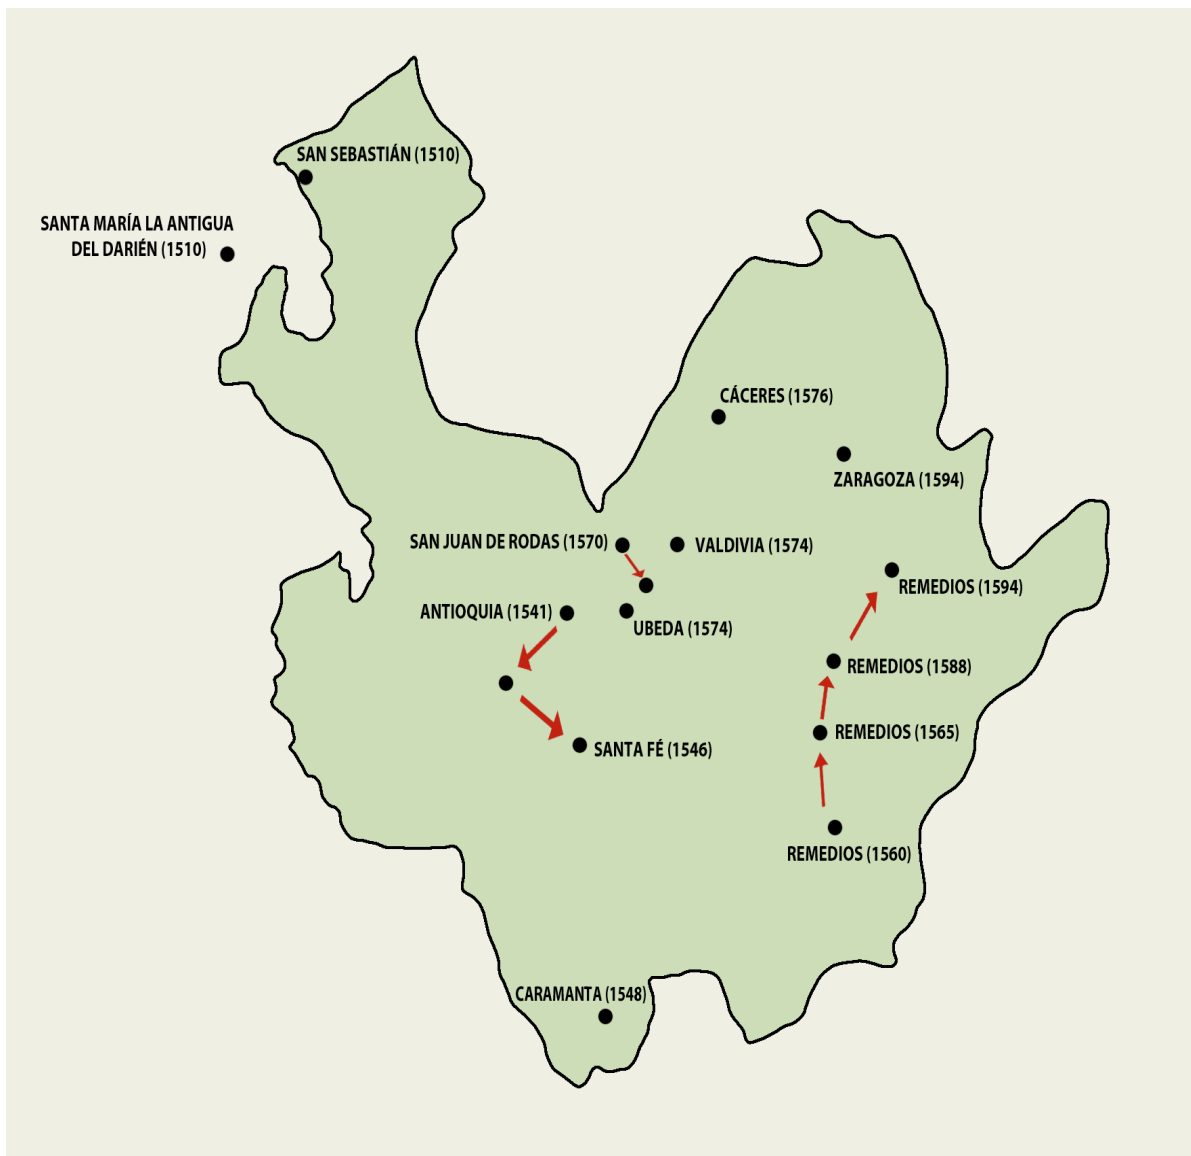 SAN SEBASTIÁN (1510)
SANTA MARÍA LA ANTIGUA
DEL DARIÉN (1510)
CÁCERES (1576)
ZARAGOZA (1594)
SAN JUAN DE RODAS (1570)
VALDIVIA (1574)
REMEDIOS (1594)
ANTIOQUIA (1541)
UBEDA (1574)
REMEDIOS (1588)
REMEDIOS (1565)
SANTA FÉ (1546)
REMEDIOS (1560)
CARAMANTA (1548)